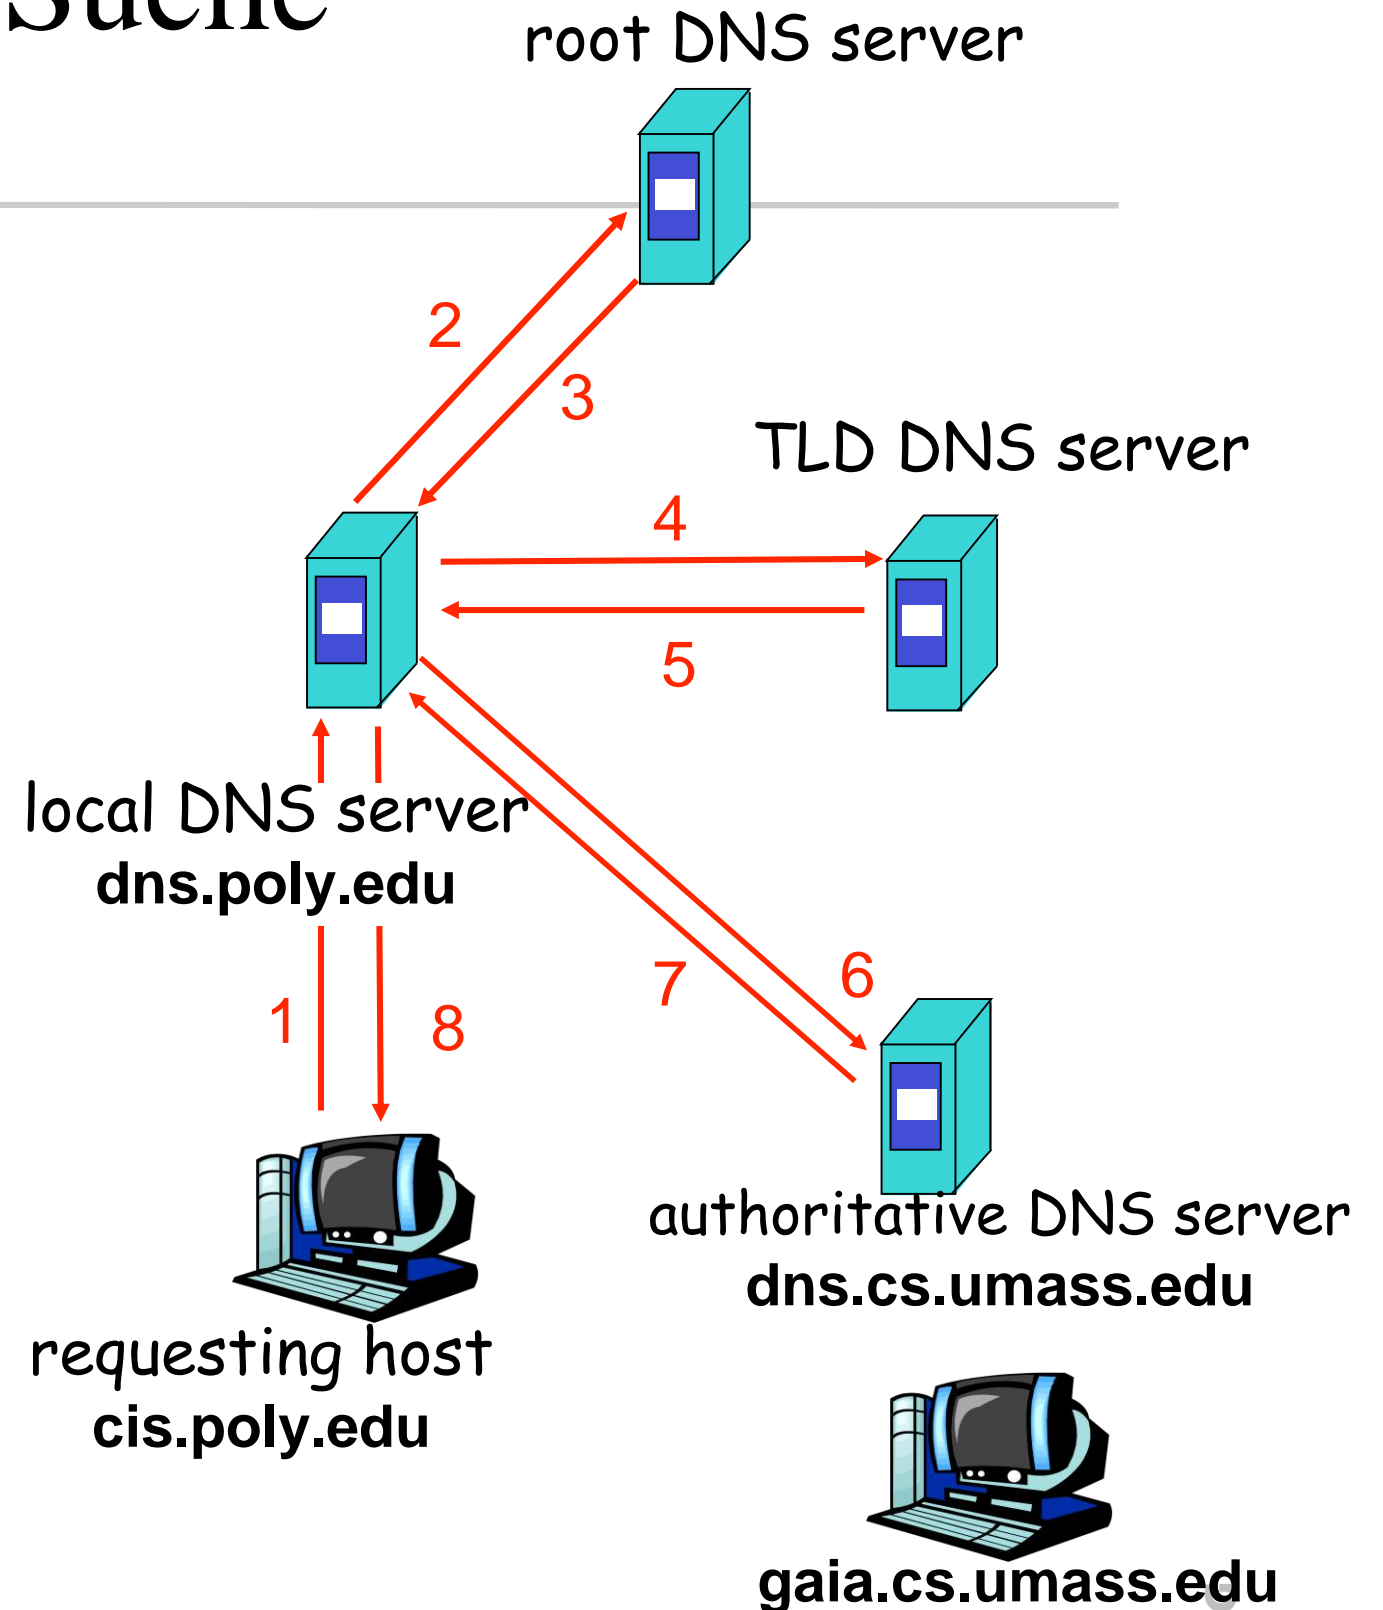 Suche
root DNS server
2
3
TLD DNS server
4
5
local DNS server
dns.poly.edu
7
6
1
8
authoritative DNS server
dns.cs.umass.edu
requesting host
cis.poly.edu
gaia.cs.umass.edu